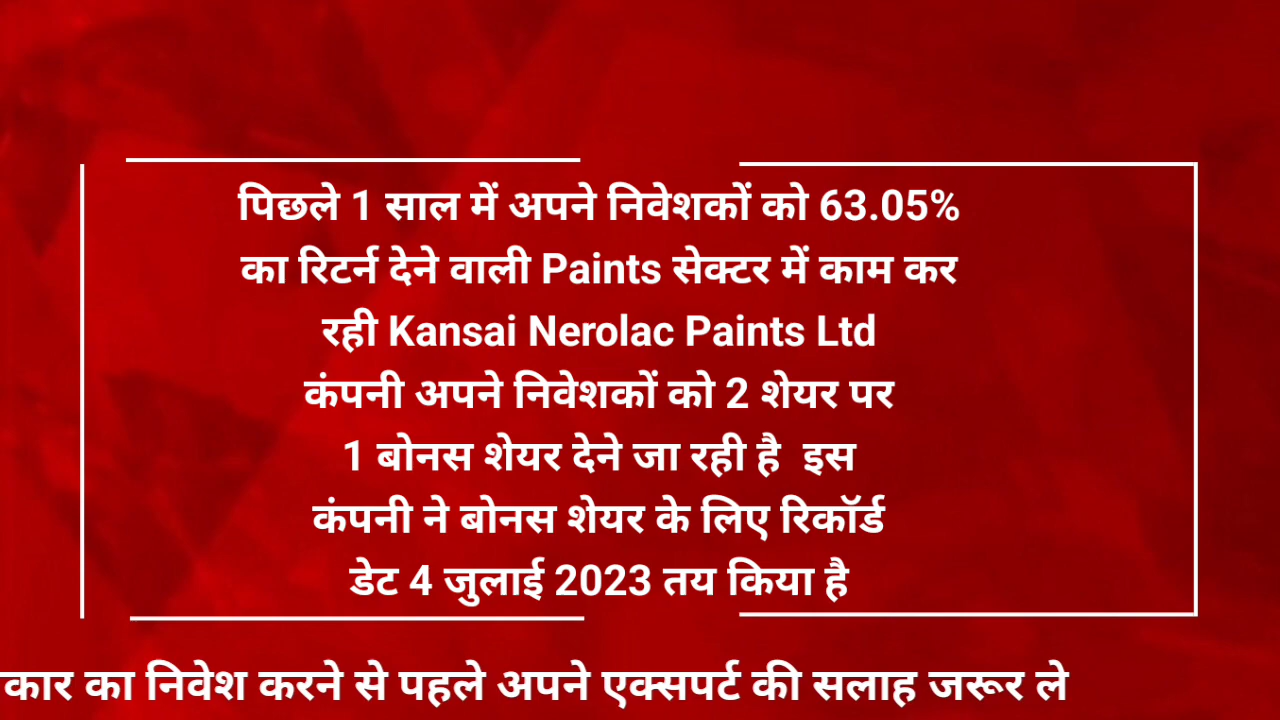 पिछले 1 साल में अपने निवेशकों को 63.05%
का रिटर्न देने वाली Paints सेक्टर में काम कर
रही Kansai Nerolac Paints Ltd
कंपनी अपने निवेशकों को 2 शेयर पर
1 बोनस शेयर देने जा रही है इस
कंपनी ने बोनस शेयर के लिए रिकॉर्ड
डेट 4 जुलाई 2023 तय किया है
कार का निवेश करने से पहले अपने एक्सपर्ट की सलाह जरूर ले